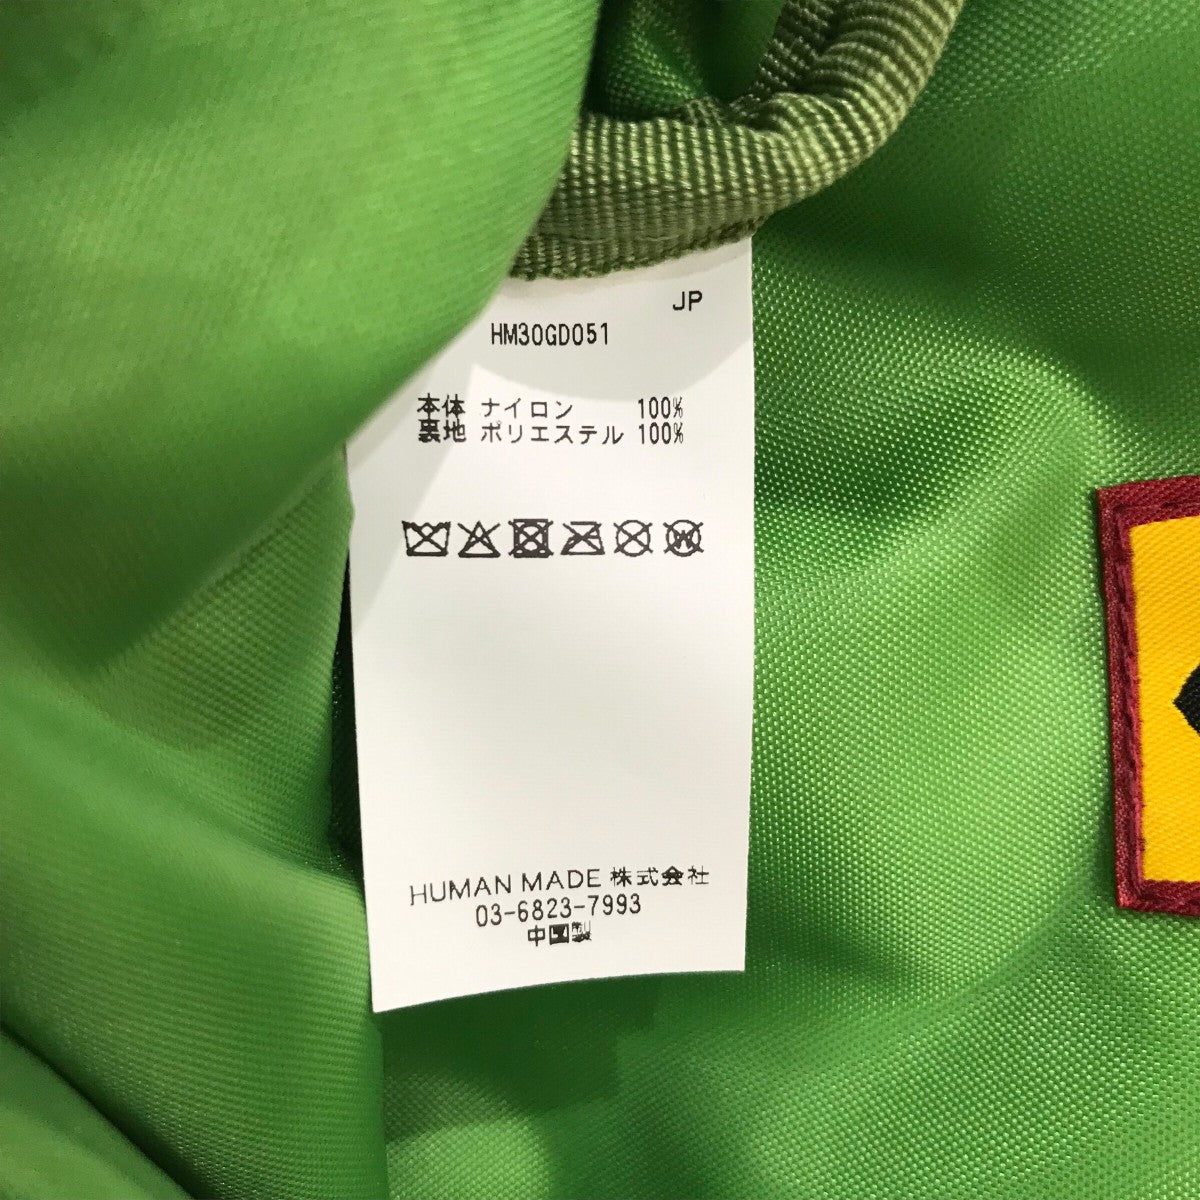 JP
HM30GD051
本体 ナイロン 100%
裏地 ポリエステル 100%
HUMAN MADE 株式会社
03-6823-7993
中国製